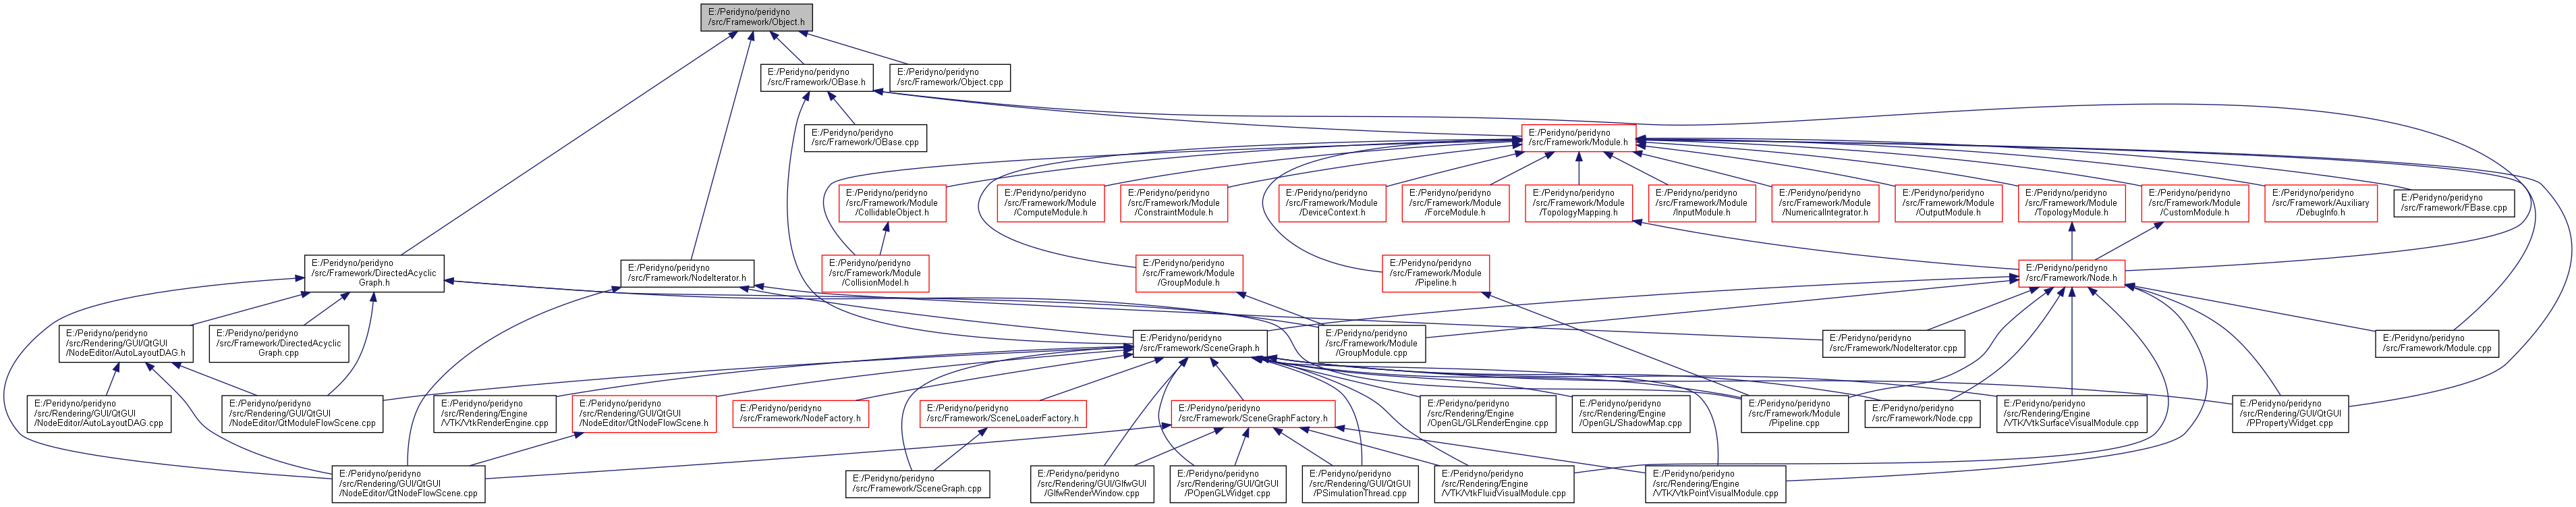 E:/Peridyno/peridyno
/src/Framework/Object.h
E:/Peridyno/peridyno
/src/Framework/OBase.h
E:/Peridyno/peridyno
/src/Framework/Object.cpp
E:/Peridyno/peridyno
/src/Framework/OBase.cpp
E:/Peridyno/peridyno
/src/Framework/Module.h
E:/Peridyno/peridyno
/src/Framework/Module
/CollidableObject.h
E:/Peridyno/peridyno
/src/Framework/Module
/ComputeModule.h
E:/Peridyno/peridyno
/src/Framework/Module
/ConstraintModule.h
E:/Peridyno/peridyno
/src/Framework/Module
/DeviceContext.h
E:/Peridyno/peridyno
/src/Framework/Module
/ForceModule.h
E:/Peridyno/peridyno
/src/Framework/Module
/TopologyMapping.h
E:/Peridyno/peridyno
/src/Framework/Module
/InputModule.h
E:/Peridyno/peridyno
/src/Framework/Module
/NumericalIntegrator.h
E:/Peridyno/peridyno
/src/Framework/Module
/OutputModule.h
E:/Peridyno/peridyno
/src/Framework/Module
/TopologyModule.h
E:/Peridyno/peridyno
/src/Framework/Module
/CustomModule.h
E:/Peridyno/peridyno
/src/Framework/Auxiliary
/DebugInfo.h
E:/Peridyno/peridyno
/src/Framework/FBase.cpp
E:/Peridyno/peridyno
/src/Framework/DirectedAcyclic
Graph.h
E:/Peridyno/peridyno
/src/Framework/NodeIterator.h
E:/Peridyno/peridyno
/src/Framework/Module
/CollisionModel.h
E:/Peridyno/peridyno
/src/Framework/Module
/GroupModule.h
E:/Peridyno/peridyno
/src/Framework/Module
/Pipeline.h
E:/Peridyno/peridyno
/src/Framework/Node.h
E:/Peridyno/peridyno
/src/Rendering/GUI/QtGUI
/NodeEditor/AutoLayoutDAG.h
E:/Peridyno/peridyno
/src/Framework/DirectedAcyclic
Graph.cpp
E:/Peridyno/peridyno
/src/Framework/SceneGraph.h
E:/Peridyno/peridyno
/src/Framework/Module
/GroupModule.cpp
E:/Peridyno/peridyno
/src/Framework/NodeIterator.cpp
E:/Peridyno/peridyno
/src/Framework/Module.cpp
E:/Peridyno/peridyno
/src/Rendering/GUI/QtGUI
/NodeEditor/AutoLayoutDAG.cpp
E:/Peridyno/peridyno
/src/Rendering/GUI/QtGUI
/NodeEditor/QtModuleFlowScene.cpp
E:/Peridyno/peridyno
/src/Rendering/Engine
/VTK/VtkRenderEngine.cpp
E:/Peridyno/peridyno
/src/Rendering/GUI/QtGUI
/NodeEditor/QtNodeFlowScene.h
E:/Peridyno/peridyno
/src/Framework/NodeFactory.h
E:/Peridyno/peridyno
/src/Framework/SceneLoaderFactory.h
E:/Peridyno/peridyno
/src/Framework/SceneGraphFactory.h
E:/Peridyno/peridyno
/src/Rendering/Engine
/OpenGL/GLRenderEngine.cpp
E:/Peridyno/peridyno
/src/Rendering/Engine
/OpenGL/ShadowMap.cpp
E:/Peridyno/peridyno
/src/Framework/Module
/Pipeline.cpp
E:/Peridyno/peridyno
/src/Framework/Node.cpp
E:/Peridyno/peridyno
/src/Rendering/Engine
/VTK/VtkSurfaceVisualModule.cpp
E:/Peridyno/peridyno
/src/Rendering/GUI/QtGUI
/PPropertyWidget.cpp
E:/Peridyno/peridyno
/src/Rendering/GUI/QtGUI
/NodeEditor/QtNodeFlowScene.cpp
E:/Peridyno/peridyno
/src/Framework/SceneGraph.cpp
E:/Peridyno/peridyno
/src/Rendering/GUI/GlfwGUI
/GlfwRenderWindow.cpp
E:/Peridyno/peridyno
/src/Rendering/GUI/QtGUI
/POpenGLWidget.cpp
E:/Peridyno/peridyno
/src/Rendering/GUI/QtGUI
/PSimulationThread.cpp
E:/Peridyno/peridyno
/src/Rendering/Engine
/VTK/VtkFluidVisualModule.cpp
E:/Peridyno/peridyno
/src/Rendering/Engine
/VTK/VtkPointVisualModule.cpp